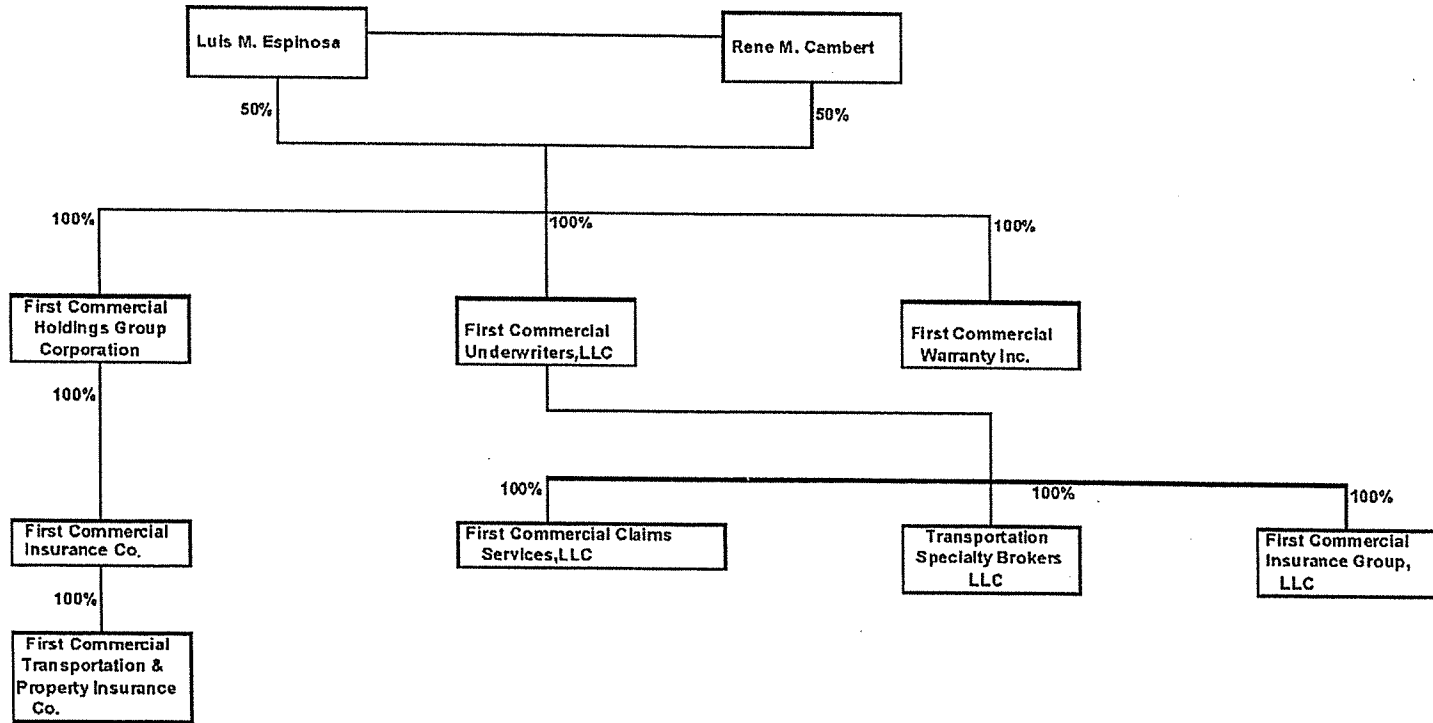 Luis M. Espinosa
Rene M. Cambert
50%
50%
100%
100%
100%
First Commercial
Holdings Group
Corporation
First Commercial
Underwriters,LLC
First Commercial
Warranty Inc.
100%
100%
100%
100%
First Commercial
Insurance Co.
First Commercial Claims
Services,LLC
Transportation
Specialty Brokers
LLC
First Commercial
Insurance Group,
LLC
100%
First Commercial
Transportation &
Property Insurance
Co.